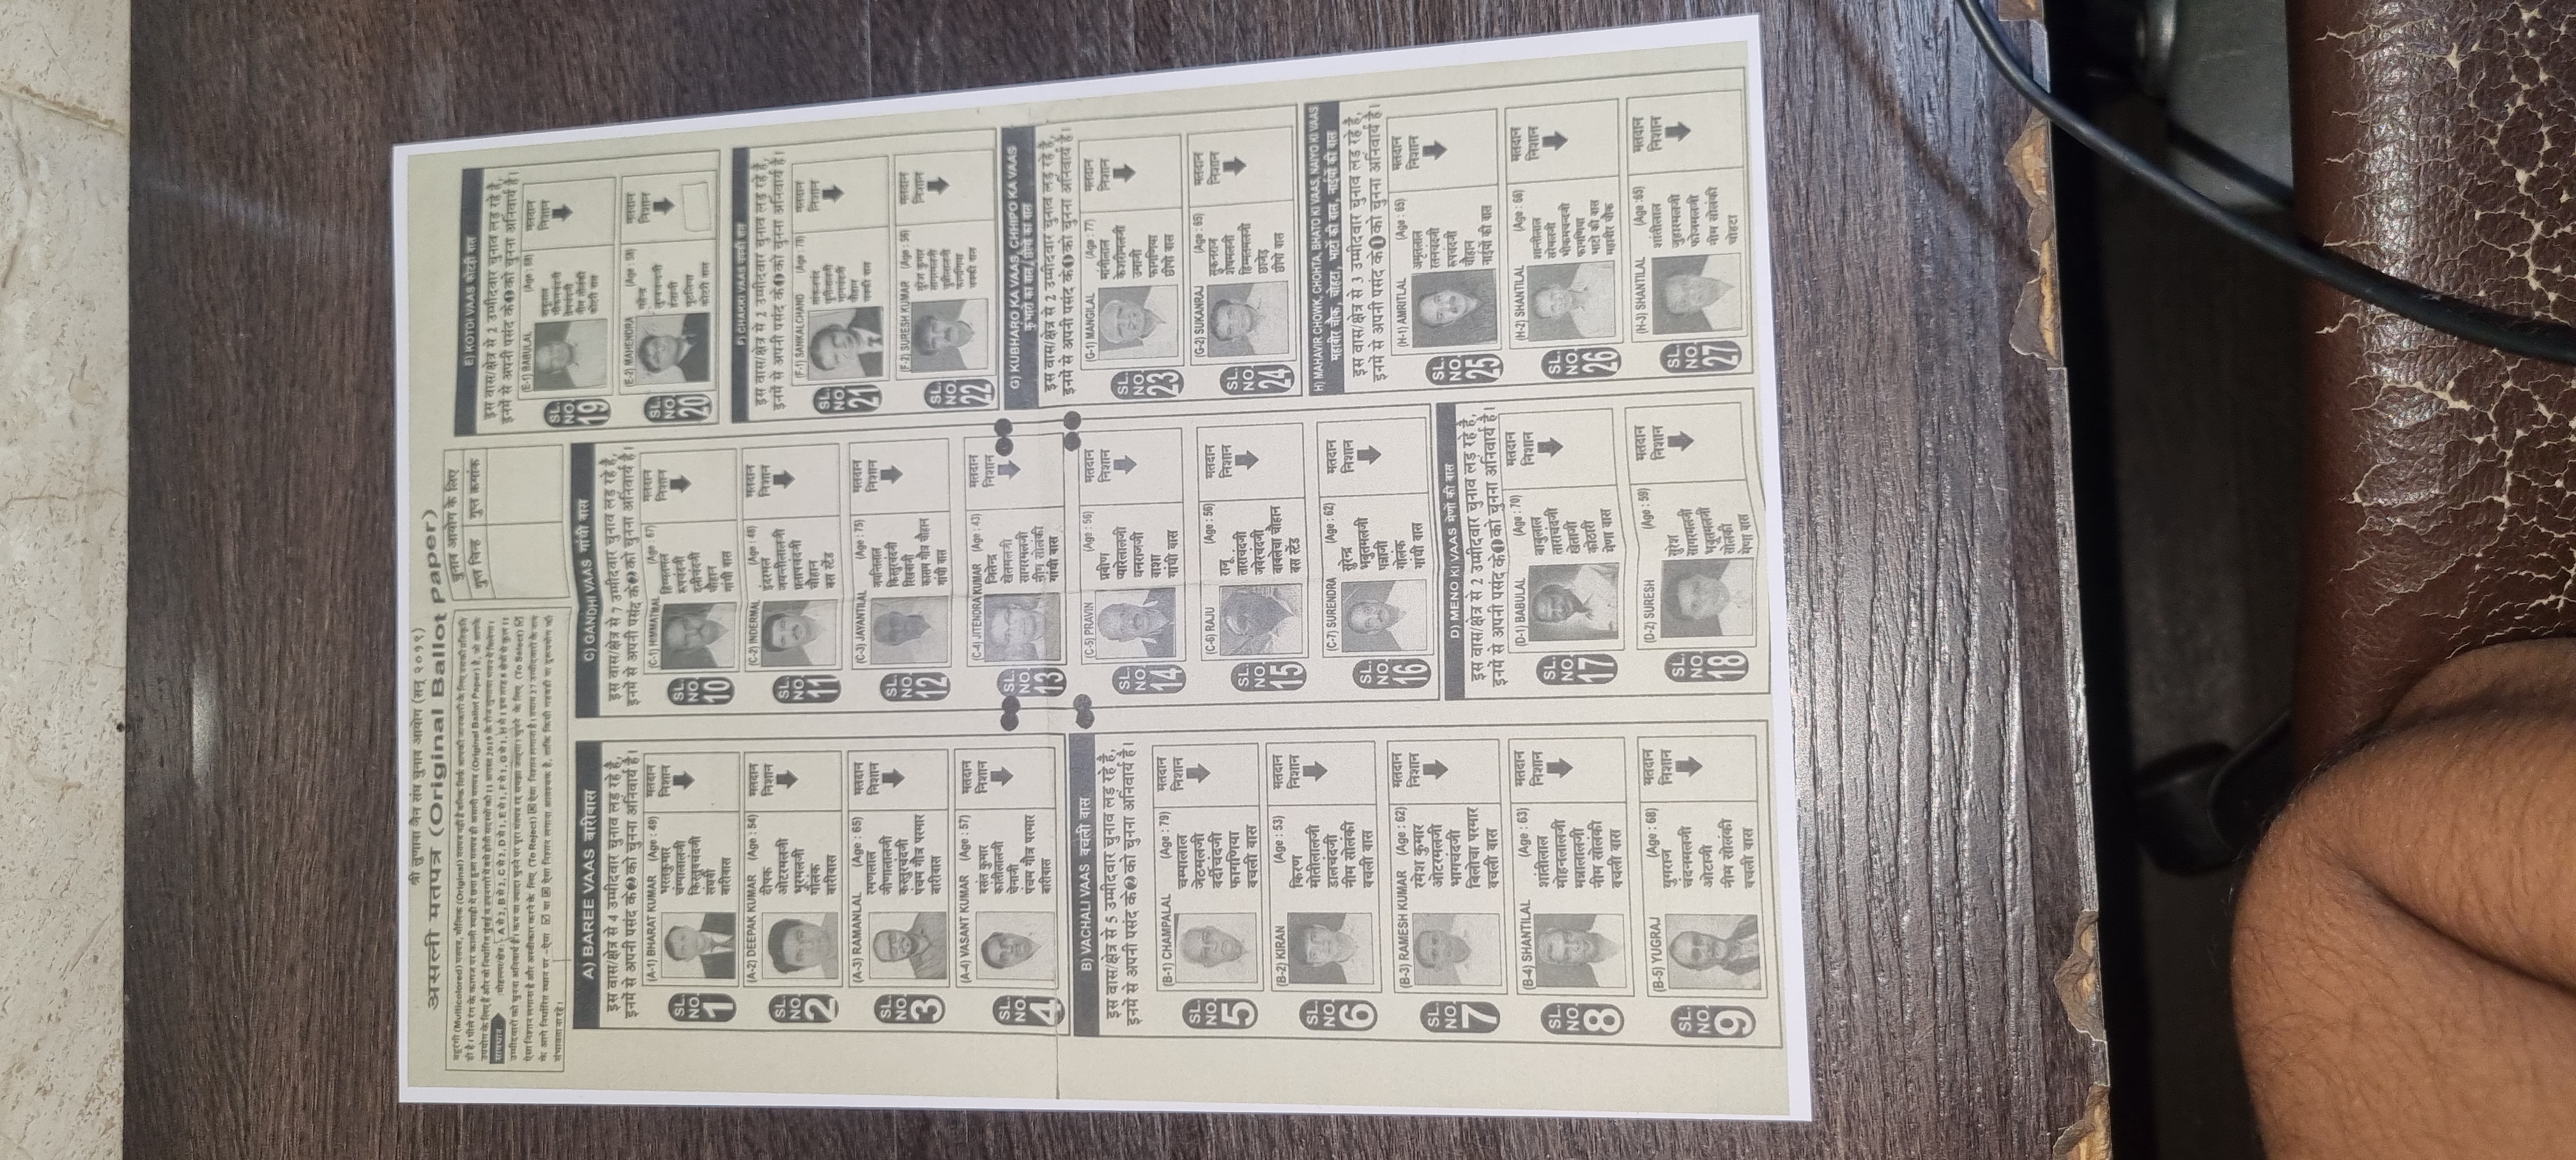 श्री लुणावा जैन संघ चुनाव आयोग (सन् २०१९)
असली मतपत्र (Original Ballot Paper)
बहुरंगी (Multicolored) मतपत्र, मौलिक (Original) मतपत्र नहीं है बल्कि सिर्फ आपकी जानकारी के लिए उसकी प्रतिकृति
ही है। पीले रंग के कागज पर काली स्याही में छपा हुआ मतपत्र ही असली मतपत्र (Original Ballot Paper) है, जो आपके
उपयोग के लिए है और जो निर्धारित मुंबई व उपनगरों में बसे सदस्यों को 11 अगस्त 2019 के रोज लुणावा भवन में मिलेगा।
सावधान मोहल्ला/क्षेत्र: A से 2, B से 2, C से 2, D से 1, E से 1, F से 1, G से 1, H से 1 इस तरह 8 क्षेत्रों से कुल 11
उम्मीदवारों को चुनना अनिवार्य है। कम या ज्यादा चुनने पर पूरा मतपत्र रद्द समझा जाएगा। चुनने के लिए (To Select) ☑
ऐसा निशान लगाना है और अस्वीकार करने के लिए (To Reject) ☒ ऐसा निशान लगाना है। तमाम 27 उम्मीदवारों के नाम
के आगे निर्धारित स्थान पर -ऐसा ☑ या ☒ ऐसा निशान लगाना आवश्यक है, ताकि किसी गड़बडी या दुरूपयोग की
संभावता ना रहे।
चुनाव आयोग के लिए
गुप्त चिन्ह गुप्त क्रमांक
A) BAREE VAAS बारीवास
इस वास/क्षेत्र से 4 उम्मीदवार चुनाव लड़ रहे है,
इनमें से अपनी पसंद के ❷ को चुनना अनिवार्य है।
SL. NO. 1
(A-1) BHARAT KUMAR (Age : 49)
भरतकुमार
चंम्पालालजी
किस्तुरचंदजी
संघवी
बारीवास
मतदान
निशान
SL. NO. 2
(A-2) DEEPAK KUMAR (Age : 54)
दीपक
ओटरमलजी
भूरमलजी
गोलंक
बारीवास
मतदान
निशान
SL. NO. 3
(A-3) RAMANLAL (Age : 65)
रमणलाल
जीणालालजी
कस्तुरचंदजी
पंचम गौत्र परमार
बारीवास
मतदान
निशान
SL. NO. 4
(A-4) VASANT KUMAR (Age : 57)
वसंत कुमार
कांतीलालजी
चेनाजी
पंचम गौत्र परमार
बारीवास
मतदान
निशान
B) VACHALI VAAS वचली वास
इस वास/क्षेत्र से 5 उम्मीदवार चुनाव लड़ रहे है,
इनमें से अपनी पसंद के ❷ को चुनना अनिवार्य है।
SL. NO. 5
(B-1) CHAMPALAL (Age : 79)
चम्पालाल
जेठमलजी
बर्दीचंदजी
फागणिया
वचली वास
मतदान
निशान
SL. NO. 6
(B-2) KIRAN (Age : 53)
किरण
मोतीलालजी
डालचंदजी
नीम सोलंकी
वचली वास
मतदान
निशान
SL. NO. 7
(B-3) RAMESH KUMAR (Age : 62)
रमेश कुमार
ओटरमलजी
भागचंदजी
बिलोचा परमार
वचली वास
मतदान
निशान
SL. NO. 8
(B-4) SHANTILAL (Age : 63)
शांतीलाल
मोहनलालजी
मन्नालालजी
नीम सोलंकी
वचली वास
मतदान
निशान
SL. NO. 9
(B-5) YUGRAJ (Age : 68)
युगराज
चंदनमलजी
ओटाजी
नीम सोलंकी
वचली वास
मतदान
निशान
C) GANDHI VAAS गांधी वास
इस वास/क्षेत्र से 7 उम्मीदवार चुनाव लड़ रहे है,
इनमें से अपनी पसंद के ❷ को चुनना अनिवार्य है।
SL. NO. 10
(C-1) HIMMATMAL (Age : 67)
हिम्मतमल
रूपचंदजी
दलीचंदजी
चौहान
गांधी वास
मतदान
निशान
SL. NO. 11
(C-2) INDERMAL (Age : 48)
इंदरमल
जयन्तीलालजी
प्रतापचंदजी
चौहान
बस स्टेंड
मतदान
निशान
SL. NO. 12
(C-3) JAYANTILAL (Age : 75)
जयन्तिलाल
किस्तुरचंदजी
रिखबाजी
कासम गौत्र चौहान
गांधी वास
मतदान
निशान
SL. NO. 13
(C-4) JITENDRA KUMAR (Age : 43)
जितेन्द्र
खेतमलजी
सागरमलजी
नीम सोलंकी
गांधी वास
मतदान
निशान
SL. NO. 14
(C-5) PRAVIN (Age : 56)
प्रवीण
प्यारेलालजी
धनराजजी
वाशा
गांधी वास
मतदान
निशान
SL. NO. 15
(C-6) RAJU (Age : 56)
राजू
ताराचंदजी
जवेरचंदजी
बावलेचा चौहान
बस स्टेंड
मतदान
निशान
SL. NO. 16
(C-7) SURENDRA (Age : 62)
सुरेन्द्र
भबुतमलजी
पन्नाजी
गोलंक
गांधी वास
मतदान
निशान
D) MENO KI VAAS मेणों की वास
इस वास/क्षेत्र से 2 उम्मीदवार चुनाव लड़ रहे है,
इनमें से अपनी पसंद के ❶ को चुनना अनिवार्य है।
SL. NO. 17
(D-1) BABULAL (Age : 70)
बाबुलाल
ताराचंदजी
खेताजी
कोठारी
मेणा वास
मतदान
निशान
SL. NO. 18
(D-2) SURESH (Age : 59)
सुरेश
सागरमलजी
भबुतमलजी
सोलंकी
मेणा वास
मतदान
निशान
E) KOTDI VAAS कोटडी वास
इस वास/क्षेत्र से 2 उम्मीदवार चुनाव लड़ रहे है,
इनमें से अपनी पसंद के ❶ को चुनना अनिवार्य है।
SL. NO. 19
(E-1) BABULAL (Age : 68)
बाबुलाल
भीकमचंदजी
नीम सोलंकी
कोटडी वास
मतदान
निशान
SL. NO. 20
(E-2) MAHENDRA (Age : 58)
महेन्द्र
कोटडी वास
मतदान
निशान
F) CHAKKI VAAS चक्की वास
इस वास/क्षेत्र से 2 उम्मीदवार चुनाव लड़ रहे है,
इनमें से अपनी पसंद के ❶ को चुनना अनिवार्य है।
SL. NO. 21
(F-1) SANKALCHAND (Age : 78)
सांकलचंद
चुनीलालजी
भागचंदजी
चौहान
चक्की वास
मतदान
निशान
SL. NO. 22
(F-2) SURESH KUMAR (Age : 56)
सुरेश कुमार
सागरमलजी
फागणिया
चक्की वास
मतदान
निशान
G) KUBHARO KA VAAS, CHHIPO KA VAAS
कुंभारों का वास, छीपो का वास
इस वास/क्षेत्र से 2 उम्मीदवार चुनाव लड़ रहे है,
इनमें से अपनी पसंद के ❶ को चुनना अनिवार्य है।
SL. NO. 23
(G-1) MANGILAL (Age : 77)
मांगीलाल
केशरीमलजी
उमाजी
फागणिया
छीपो वास
मतदान
निशान
SL. NO. 24
(G-2) SUKANRAJ (Age : 65)
सुकनराज
शेषमलजी
हिम्मतमलजी
छाजेड़
छीपो वास
मतदान
निशान
H) MAHAVIR CHOWK, CHOHTA, BHATO KI VAAS, NAIYO KI VAAS
महावीर चौक, चोहटा, भाटों की वास, नाईयों की वास
इस वास/क्षेत्र से 3 उम्मीदवार चुनाव लड़ रहे है,
इनमें से अपनी पसंद के ❶ को चुनना अनिवार्य है।
SL. NO. 25
(H-1) AMRITLAL (Age : 65)
अमृतलाल
रतनचंदजी
रूपचंदजी
चौहान
नाईयों की वास
मतदान
निशान
SL. NO. 26
(H-2) SHANTILAL (Age : 66)
शान्तीलाल
भीकमचन्दजी
फागणिया
भाटो की वास
महावीर चौक
मतदान
निशान
SL. NO. 27
(H-3) SHANTILAL (Age :65)
शांतीलाल
जुहारमलजी
फोजमलजी
नीम सोलंकी
चोहटा
मतदान
निशान